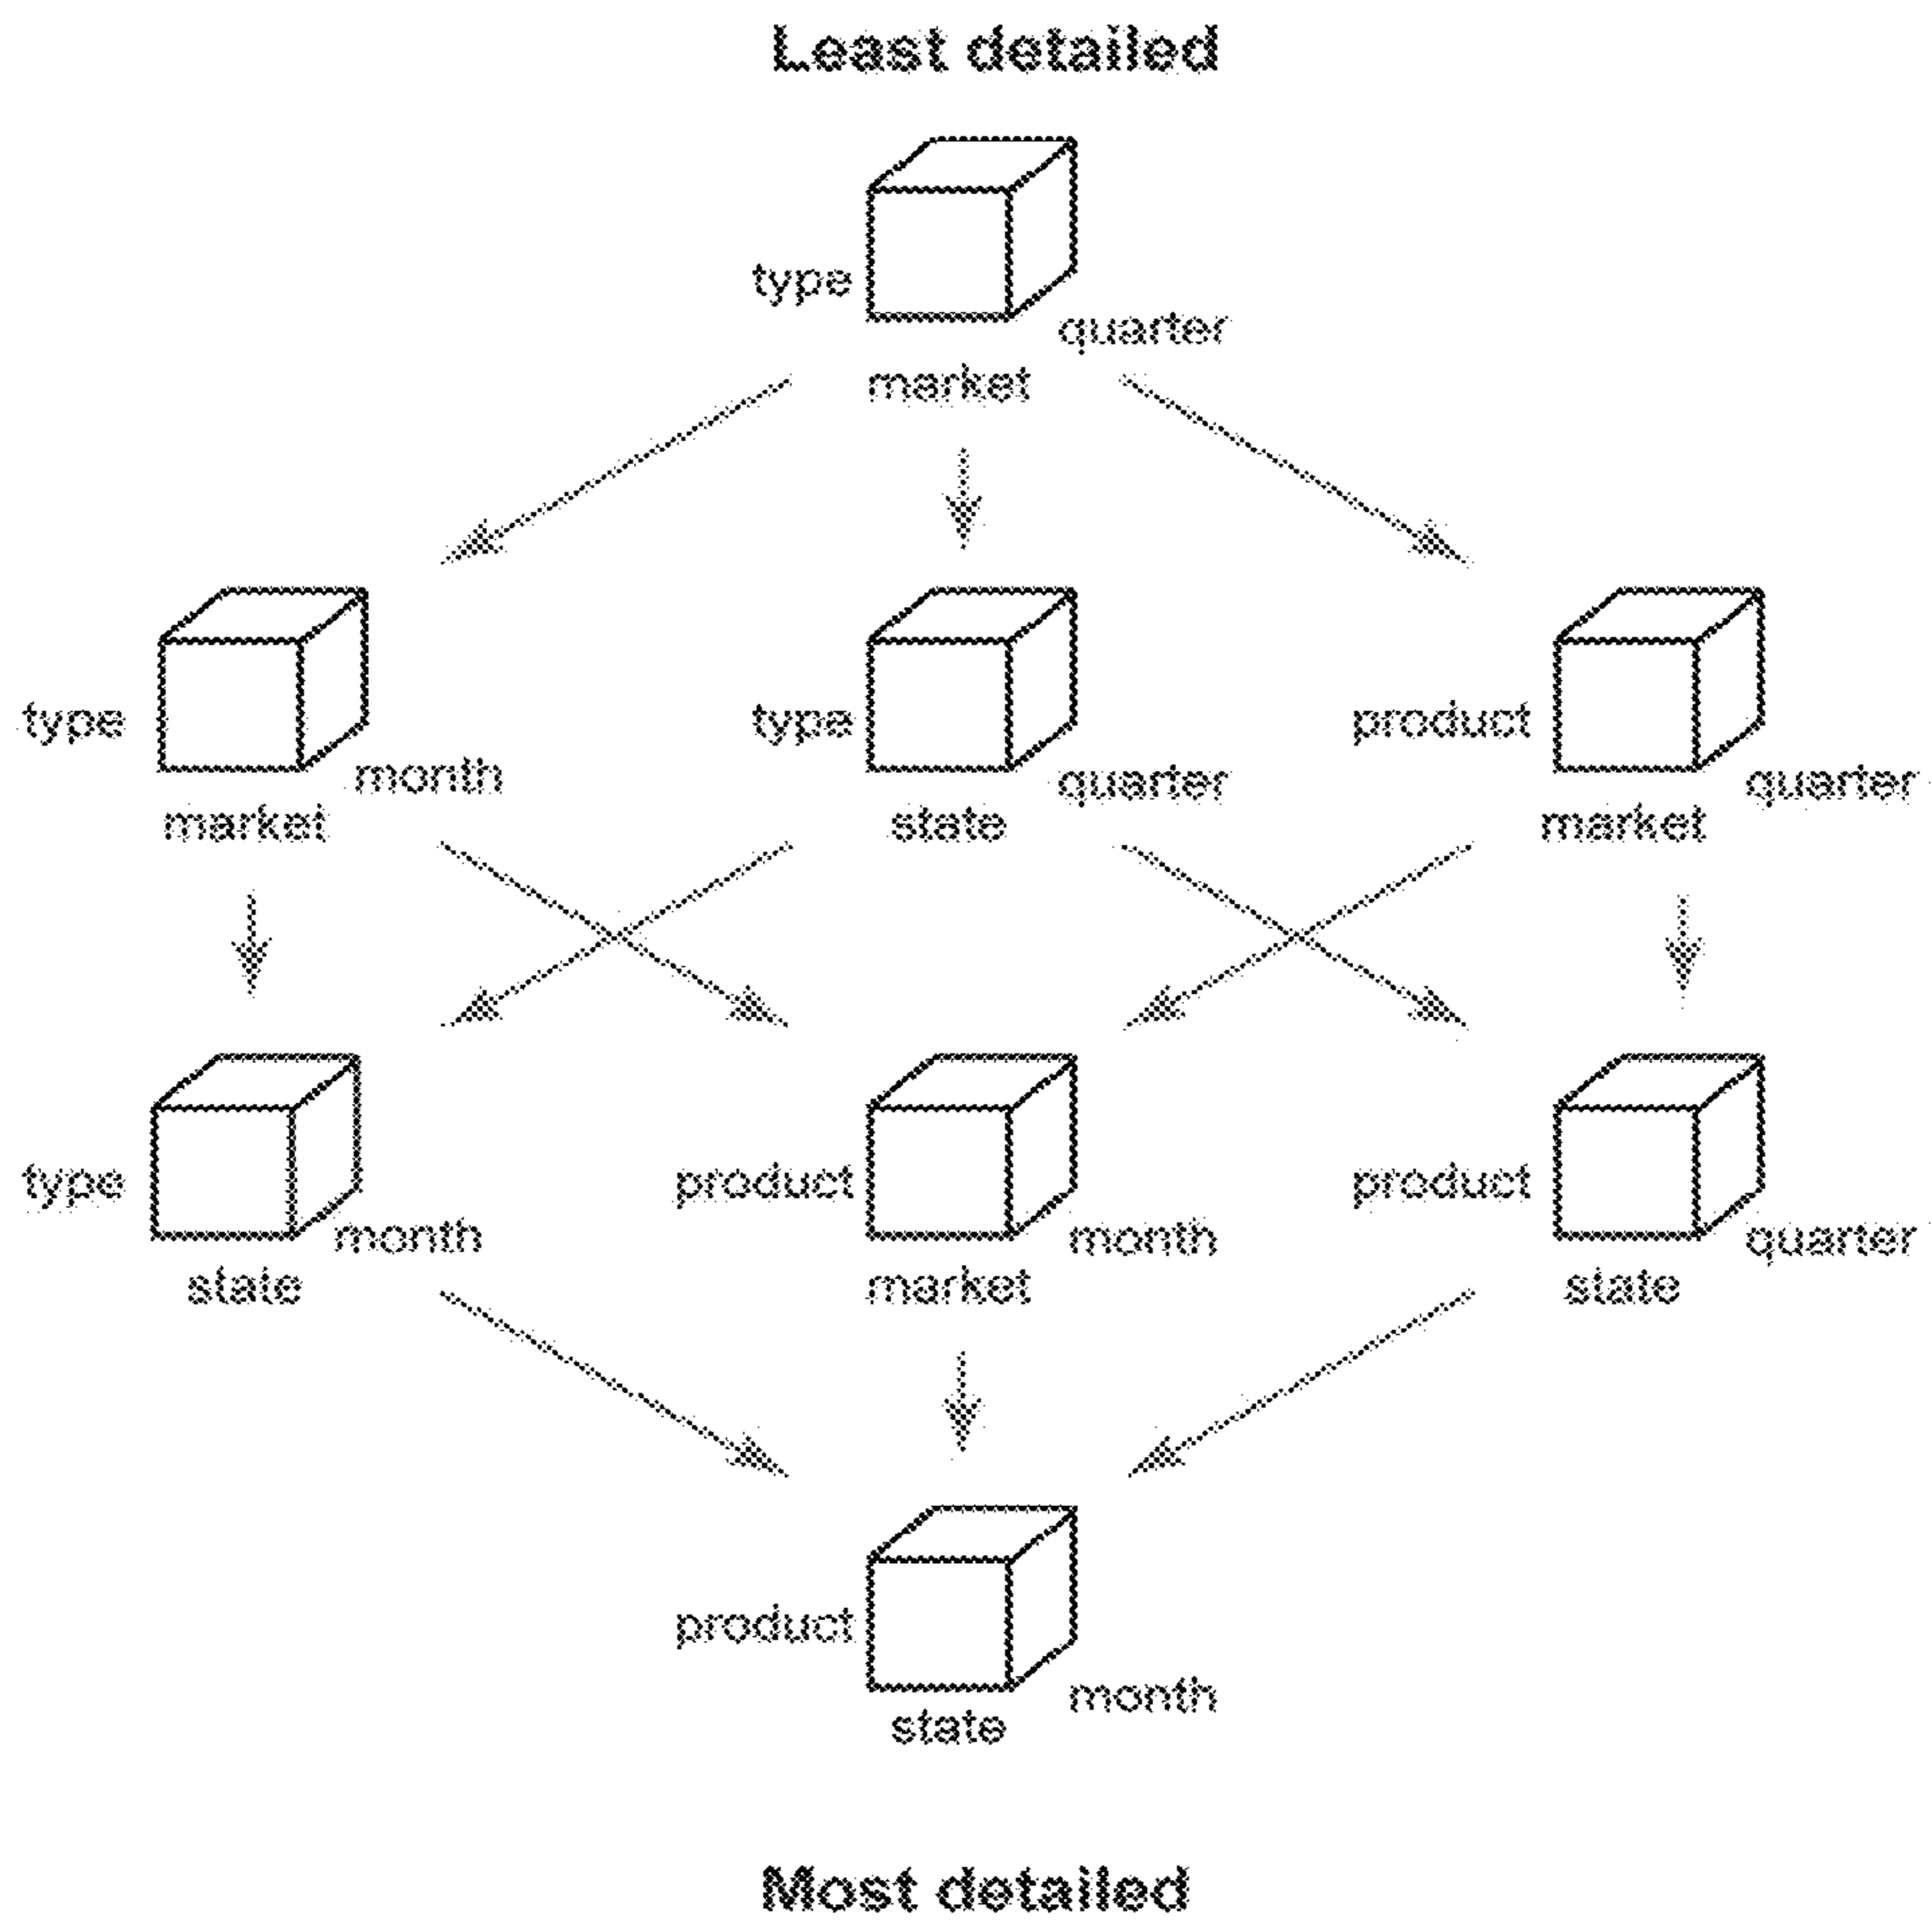 Least detailed
type
quarter
market
type
month
market
type
quarter
state
product
quarter
market
type
month
state
product
month
market
product
quarter
state
product
month
state
Most detailed